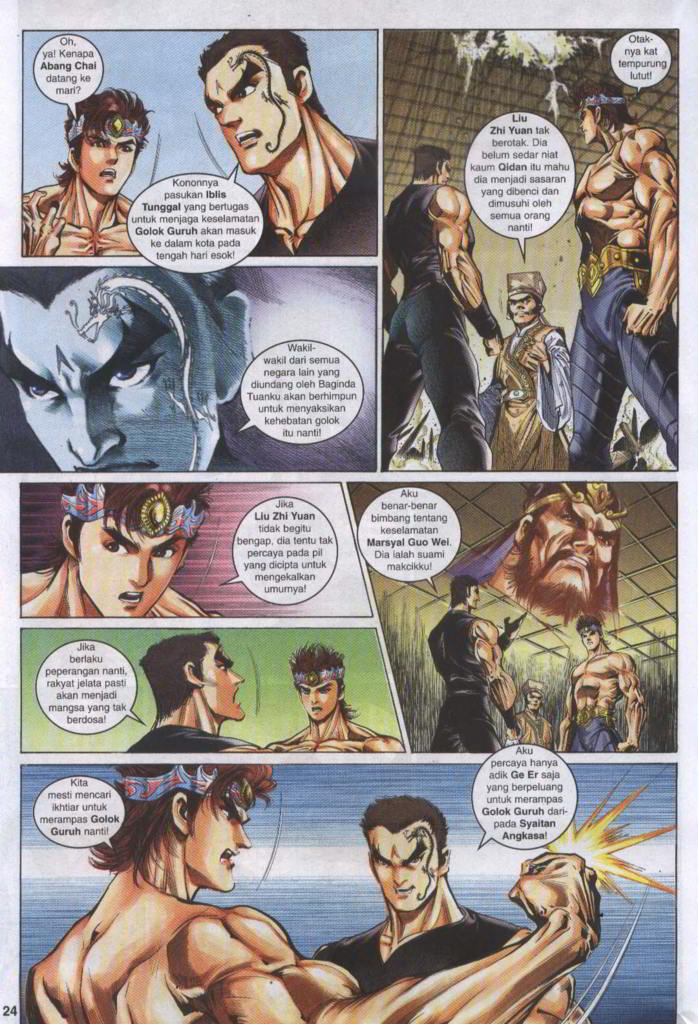 Oh,
ya! Kenapa
Abang Chai
datang ke
mari?
Kononnya
pasukan Iblis
Tunggal yang bertugas
untuk menjaga keselamatan
Golok Guruh akan masuk
ke dalam kota pada
tengah hari esok!
Wakil-
wakil dari semua
negara lain yang
diundang oleh Baginda
Tuanku akan berhimpun
untuk menyaksikan
kehebatan golok
itu nanti!
Otak-
nya kat
tempurung
lutut!
Liu
Zhi Yuan tak
berotak. Dia
belum sedar niat
kaum Qidan itu mahu
dia menjadi sasaran
yang dibenci dan
dimusuhi oleh
semua orang
nanti!
Jika
Liu Zhi Yuan
tidak begitu
bengap, dia tentu tak
percaya pada pil
yang dicipta untuk
mengekalkan
umurnya!
Aku
benar-benar
bimbang tentang
keselamatan
Marsyal Guo Wei.
Dia ialah suami
makcikku!
Jika
berlaku
peperangan nanti,
rakyat jelata pasti
akan menjadi
mangsa yang tak
berdosa!
Kita
mesti mencari
ikhtiar untuk
merampas Golok
Guruh nanti!
Aku
percaya hanya
adik Ge Er saja
yang berpeluang
untuk merampas
Golok Guruh dari-
pada Syaitan
Angkasa!
24